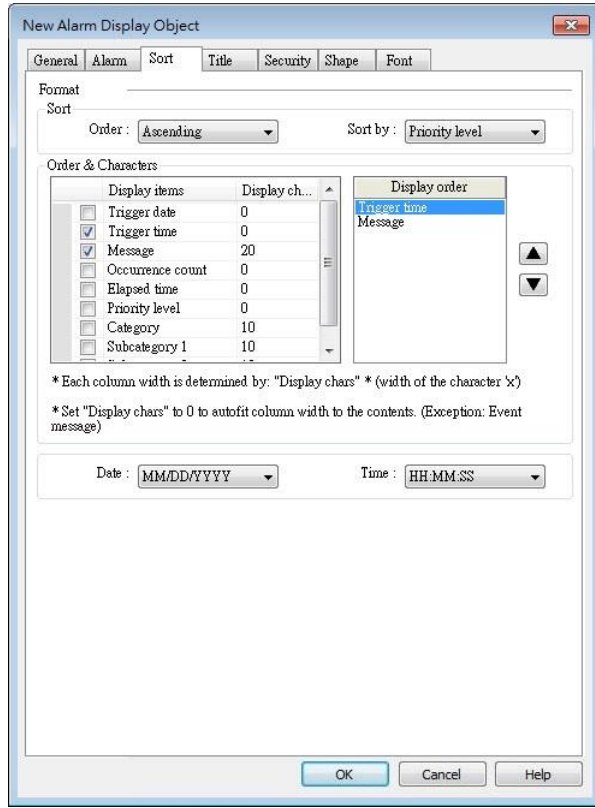 New Alarm Display Object
General Alarm Sort Title Security Shape Font
Format
Sort
Order : Ascending Sort by : Priority level
Order & Characters
Display items Display ch... Display order
Trigger date 0
Trigger time 0
Message 20
Occurrence count 0
Elapsed time 0
Priority level 0
Category 10
Subcategory 1 10
Trigger time
Message
* Each column width is determined by: "Display chars" * (width of the character 'x')
* Set "Display chars" to 0 to autofit column width to the contents. (Exception: Event
message)
Date : MM/DD/YYYY Time : HH:MM:SS
OK Cancel Help